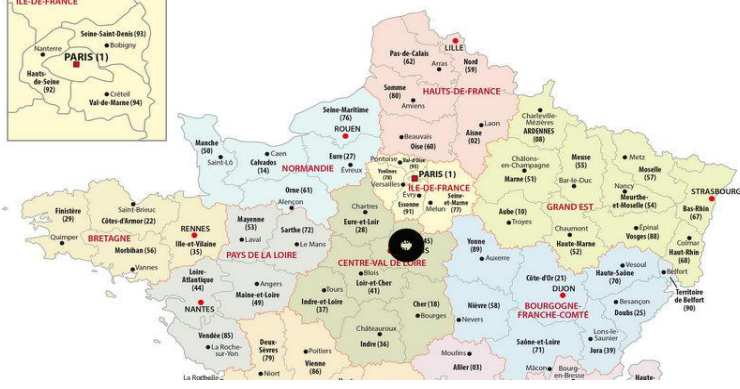 ÎLE-DE-FRANCE
Seine-Saint-Denis (93)
Nanterre
Bobigny
PARIS (1)
Hauts-
de-Seine
(92)
Créteil
Val-de-Marne (94)
LILLE
Pas-de-Calais
(62)
Arras
Nord
(59)
Somme
(80)
HAUTS-DE-FRANCE
Amiens
Seine-Maritime
(76)
ROUEN
Beauvais
Oise (60)
Laon
Aisne
(02)
Charleville-
Mézières
ARDENNES
(08)
Manche
(50)
Saint-Lô
Caen
Calvados
(14)
NORMANDIE
Eure (27)
Évreux
Orne (61)
Alençon
Pontoise
Val-d'Oise
(95)
Yvelines
(78)
Versailles
PARIS (1)
ÎLE-DE-FRANCE
Évry
Essonne
(91)
Melun
Seine-
et-Marne
(77)
Châlons-
en-Champagne
Marne (51)
Meuse
(55)
Bar-le-Duc
Metz
Moselle
(57)
Nancy
Meurthe-
et-Moselle (54)
STRASBOURG
Bas-Rhin
(67)
GRAND EST
Aube (10)
Troyes
Chaumont
Haute-Marne
(52)
Épinal
Vosges (88)
Colmar
Haut-Rhin
(68)
Finistère
(29)
Saint-Brieuc
Côtes-d'Armor (22)
Quimper
BRETAGNE
Morbihan (56)
Vannes
RENNES
Ille-et-Vilaine
(35)
Mayenne
(53)
Laval
Sarthe (72)
Le Mans
PAYS DE LA LOIRE
Chartres
Eure-et-Loir
(28)
CENTRE-VAL DE LOIRE
Blois
Loir-et-Cher
(41)
Tours
Indre-et-Loire
(37)
Cher (18)
Bourges
Châteauroux
Indre (36)
Yonne
(89)
Auxerre
Côte-d'Or (21)
DIJON
BOURGOGNE-
FRANCHE-COMTÉ
Nièvre (58)
Nevers
Vesoul
Haute-Saône
(70)
Belfort
Territoire
de Belfort
(90)
Besançon
Doubs (25)
Lons-le-
Saunier
Jura (39)
Saône-et-Loire
(71)
Mâcon
Bourg-
en-Bresse
Loire-
Atlantique
(44)
NANTES
Angers
Maine-et-Loire
(49)
Vendée (85)
La Roche-
sur-Yon
Deux-
Sèvres
(79)
Niort
Poitiers
Vienne
(86)
La Rochelle
Moulins
Allier (03)
Haute-